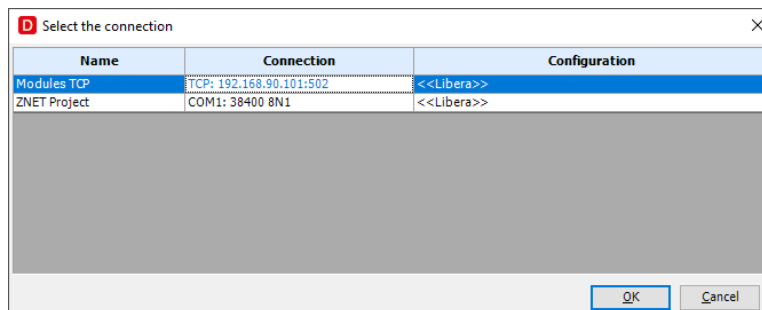 D Select the connection
Name Connection Configuration
Modules TCP TCP: 192.168.90.101:502 <<Libera>>
ZNET Project COM1: 38400 8N1 <<Libera>>
OK Cancel